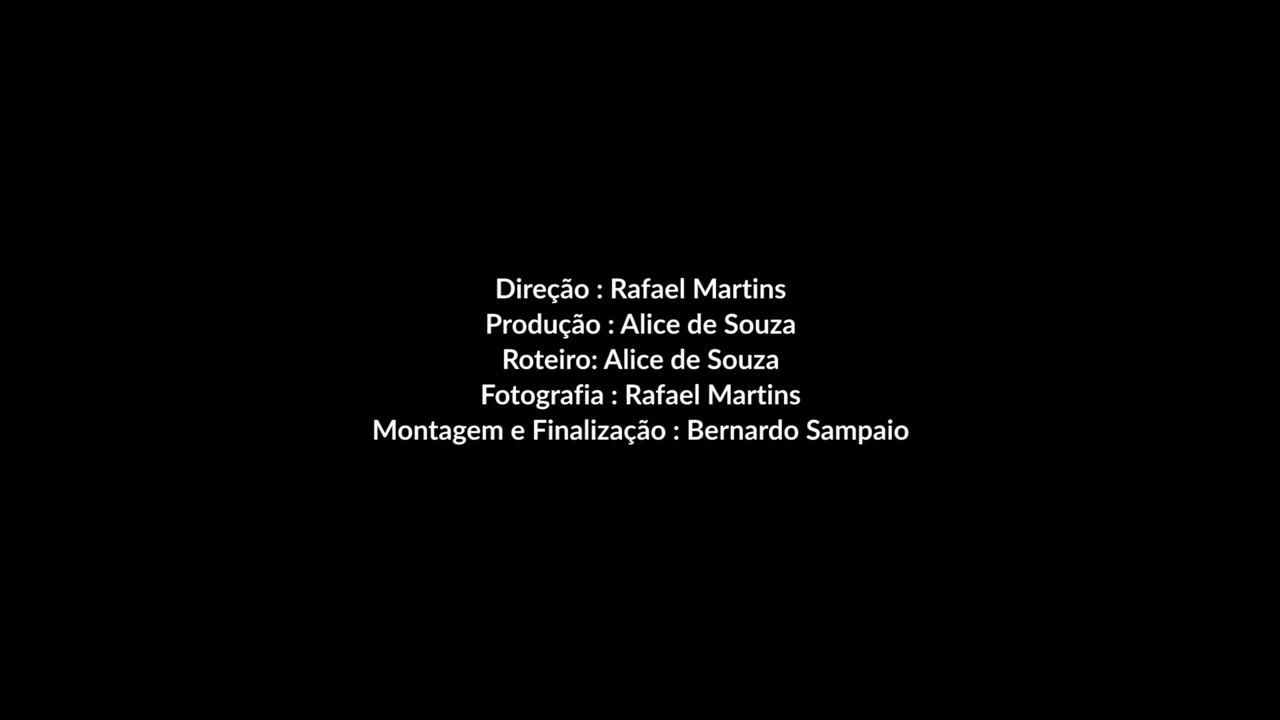 Direção : Rafael Martins
Produção : Alice de Souza
Roteiro: Alice de Souza
Fotografia : Rafael Martins
Montagem e Finalização : Bernardo Sampaio